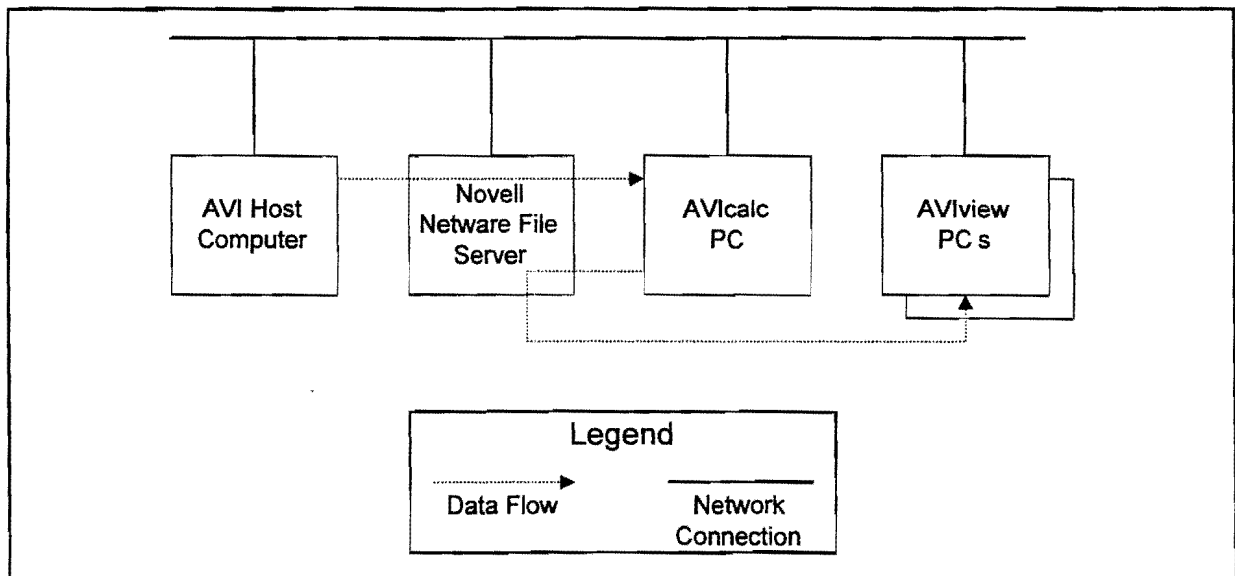 AVI Host
Computer
Novell
Netware File
Server
AVIcalc
PC
AVIview
PC s
Legend
Data Flow
Network
Connection